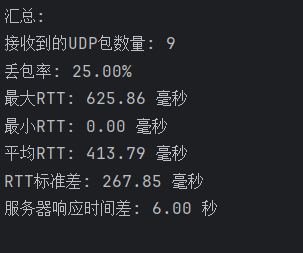 汇总:
接收到的UDP包数量: 9
丢包率: 25.00%
最大RTT: 625.86 毫秒
最小RTT: 0.00 毫秒
平均RTT: 413.79 毫秒
RTT标准差: 267.85 毫秒
服务器响应时间差: 6.00 秒